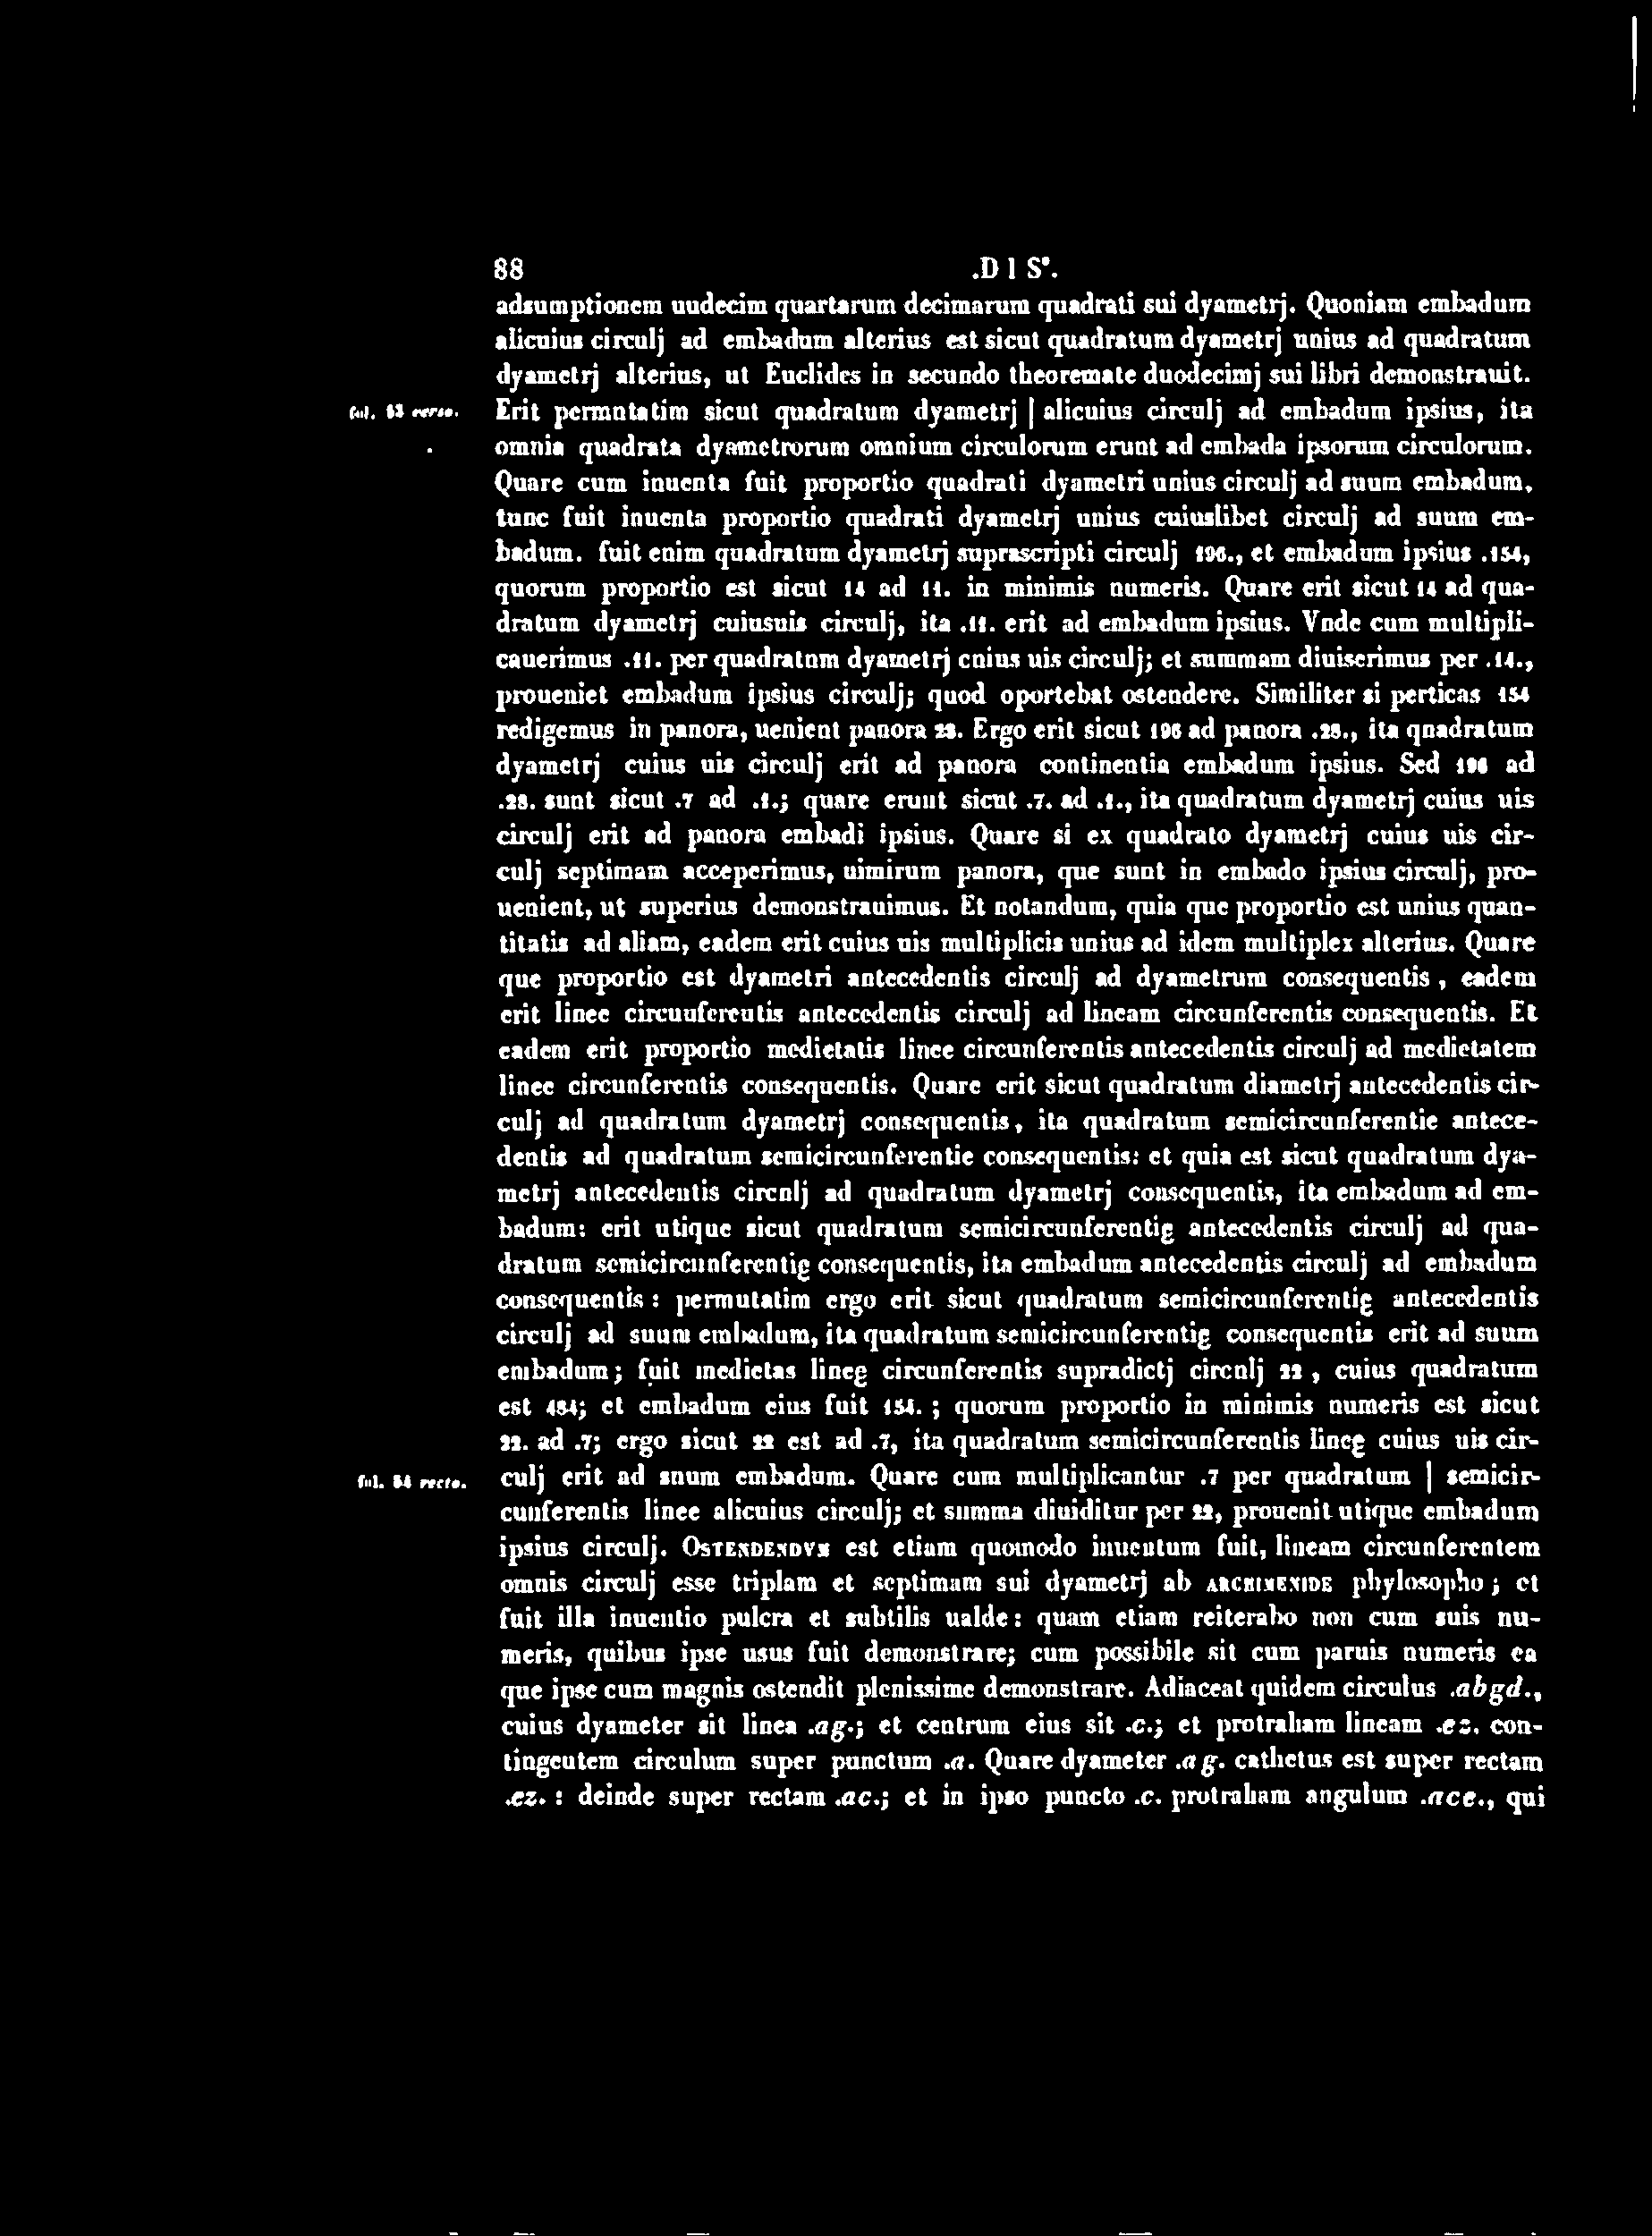 88 .DIS*.
adsumptionem undecim quartarum decimarum quadrati sui dyametrj. Quoniam embadum
alicuius circulj ad embadum alterius est sicut quadratum dyametrj unius ad quadratum
dyametrj alterius, ut Euclides in secundo theoremate duodecimj sui libri demonstrauit.
fol. 53 verso. Erit permutatim sicut quadratum dyametrj | alicuius circulj ad embadum ipsius, ita
omnia quadrata dyametrorum omnium circulorum erunt ad embada ipsorum circulorum.
Quare cum inuenta fuit proportio quadrati dyametri unius circulj ad suum embadum,
tunc fuit inuenta proportio quadrati dyametrj unius cuiuslibet circulj ad suum em-
badum. fuit enim quadratum dyametrj suprascripti circulj 196., et embadum ipsius .154,
quorum proportio est sicut 14 ad 11. in minimis numeris. Quare erit sicut 14 ad qua-
dratum dyametrj cuiusuis circulj, ita .11. erit ad embadum ipsius. Vnde cum multipli-
cauerimus .11. per quadratum dyametrj cuius uis circulj; et summam diuiserimus per .14.,
proueniet embadum ipsius circulj; quod oportebat ostendere. Similiter si perticas 154
redigemus in panora, uenient panora 28. Ergo erit sicut 196 ad panora .28., ita quadratum
dyametrj cuius uis circulj erit ad panora continentia embadum ipsius. Sed 196 ad
.28. sunt sicut .7 ad .1.; quare erunt sicut .7. ad .1., ita quadratum dyametrj cuius uis
circulj erit ad panora embadi ipsius. Quare si ex quadrato dyametrj cuius uis cir-
culj septimam acceperimus, uimirum panora, que sunt in embado ipsius circulj, pro-
uenient, ut superius demonstrauimus. Et notandum, quia que proportio est unius quan-
titatis ad aliam, eadem erit cuius uis multiplicis unius ad idem multiplex alterius. Quare
que proportio est dyametri antecedentis circulj ad dyametrum consequentis, eadem
erit linee circunferentis antecedentis circulj ad lineam circunferentis consequentis. Et
eadem erit proportio medietatis linee circunferentis antecedentis circulj ad medietatem
linee circunferentis consequentis. Quare erit sicut quadratum diametrj antecedentis cir-
culj ad quadratum dyametrj consequentis, ita quadratum semicircunferentie antece-
dentis ad quadratum semicircunferentie consequentis: et quia est sicut quadratum dya-
metrj antecedentis circulj ad quadratum dyametrj consequentis, ita embadum ad em-
badum: erit utique sicut quadratum semicircunferentię antecedentis circulj ad qua-
dratum semicircunferentię consequentis, ita embadum antecedentis circulj ad embadum
consequentis: permutatim ergo erit sicut quadratum semicircunferentię antecedentis
circulj ad suum embadum, ita quadratum semicircunferentię consequentis erit ad suum
embadum; fuit medietas lineę circunferentis supradictj circulj 22, cuius quadratum
est 484; et embadum eius fuit 154.; quorum proportio in minimis numeris est sicut
22. ad .7; ergo sicut 22 est ad .7, ita quadratum semicircunferentis lineę cuius uis cir-
fol. 54 recto. culj erit ad suum embadum. Quare cum multiplicantur .7 per quadratum | semicir-
cunferentis linee alicuius circulj; et summa diuiditur per 22, prouenit utique embadum
ipsius circulj. OSTENDENDVM est etiam quomodo inuentum fuit, lineam circunferentem
omnis circulj esse triplam et septimam sui dyametrj ab ARCHIMENIDE phylosopho; et
fuit illa inuentio pulcra et subtilis ualde: quam etiam reiterabo non cum suis nu-
meris, quibus ipse usus fuit demonstrare; cum possibile sit cum paruis numeris ea
que ipse cum magnis ostendit plenissime demonstrare. Adiaceat quidem circulus .abgd.,
cuius dyameter sit linea .ag.; et centrum eius sit .c.; et protraham lineam .ez. con-
tingentem circulum super punctum .a. Quare dyameter .ag. cathetus est super rectam
.ez.: deinde super rectam .ac.; et in ipso puncto .c. protraham angulum .ace., qui